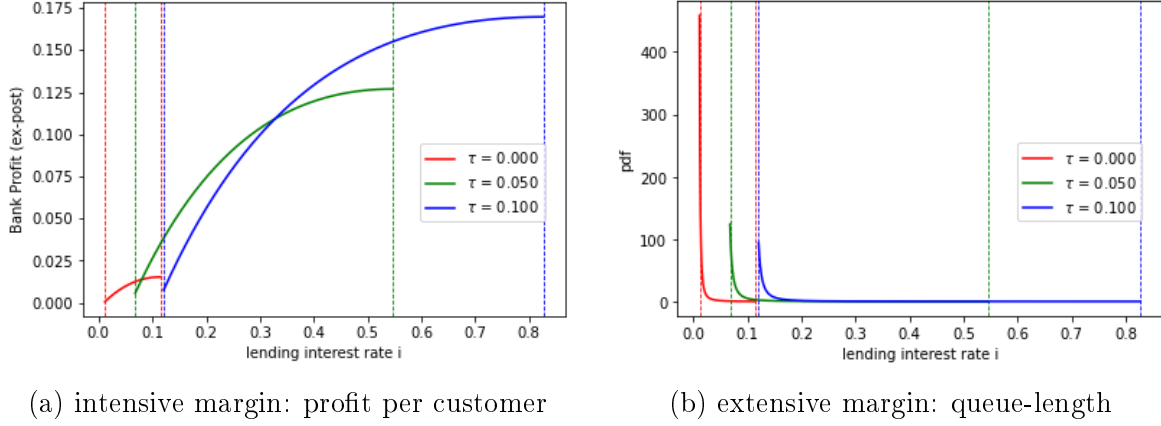 0.175
0.150
0.125
0.100
0.075
0.050
0.025
0.000
Bank Profit (ex-post)
τ = 0.000
τ = 0.050
τ = 0.100
0.0 0.1 0.2 0.3 0.4 0.5 0.6 0.7 0.8
lending interest rate i
(a) intensive margin: profit per customer
400
300
200
100
0
pdf
τ = 0.000
τ = 0.050
τ = 0.100
0.0 0.1 0.2 0.3 0.4 0.5 0.6 0.7 0.8
lending interest rate i
(b) extensive margin: queue-length